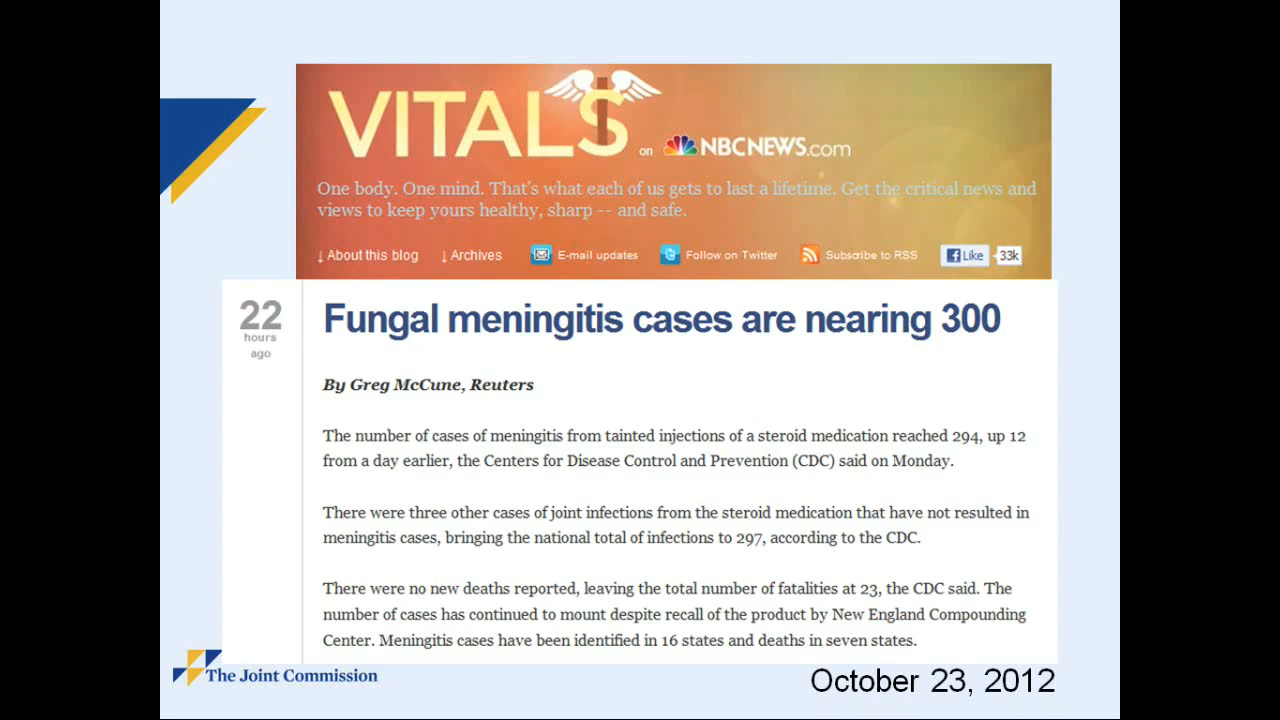 VITALS on NBCNEWS.com
One body. One mind. That's what each of us gets to last a lifetime. Get the critical news and
views to keep yours healthy, sharp -- and safe.
↓ About this blog ↓ Archives E-mail updates Follow on Twitter Subscribe to RSS Like 33k
22
hours
ago
Fungal meningitis cases are nearing 300
By Greg McCune, Reuters
The number of cases of meningitis from tainted injections of a steroid medication reached 294, up 12
from a day earlier, the Centers for Disease Control and Prevention (CDC) said on Monday.
There were three other cases of joint infections from the steroid medication that have not resulted in
meningitis cases, bringing the national total of infections to 297, according to the CDC.
There were no new deaths reported, leaving the total number of fatalities at 23, the CDC said. The
number of cases has continued to mount despite recall of the product by New England Compounding
Center. Meningitis cases have been identified in 16 states and deaths in seven states.
The Joint Commission
October 23, 2012